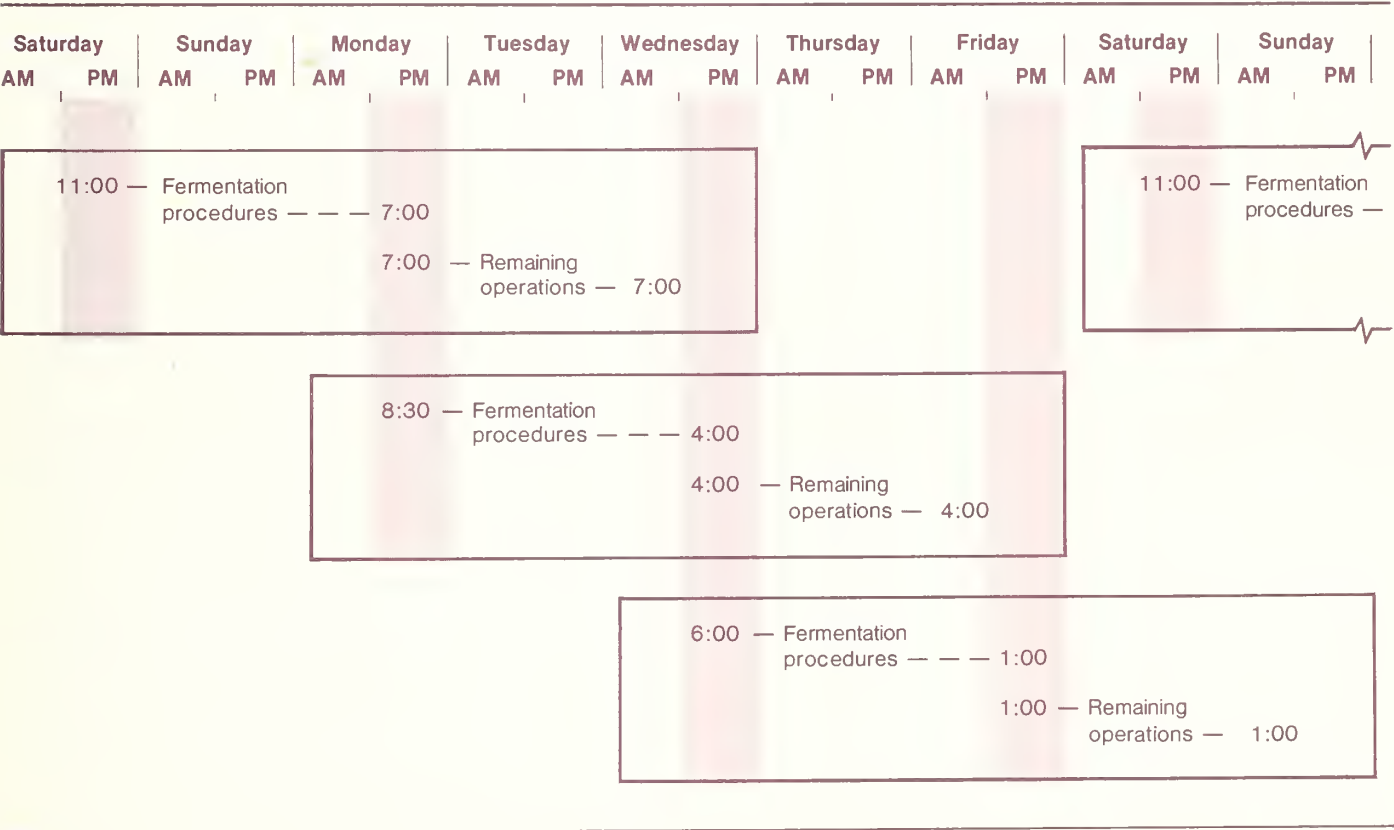 Saturday Sunday Monday Tuesday Wednesday Thursday Friday Saturday Sunday
AM PM AM PM AM PM AM PM AM PM AM PM AM PM AM PM AM PM
11:00 — Fermentation
procedures — — — 7:00
7:00 — Remaining
operations — 7:00
11:00 — Fermentation
procedures —
8:30 — Fermentation
procedures — — — 4:00
4:00 — Remaining
operations — 4:00
6:00 — Fermentation
procedures — — — 1:00
1:00 — Remaining
operations — 1:00